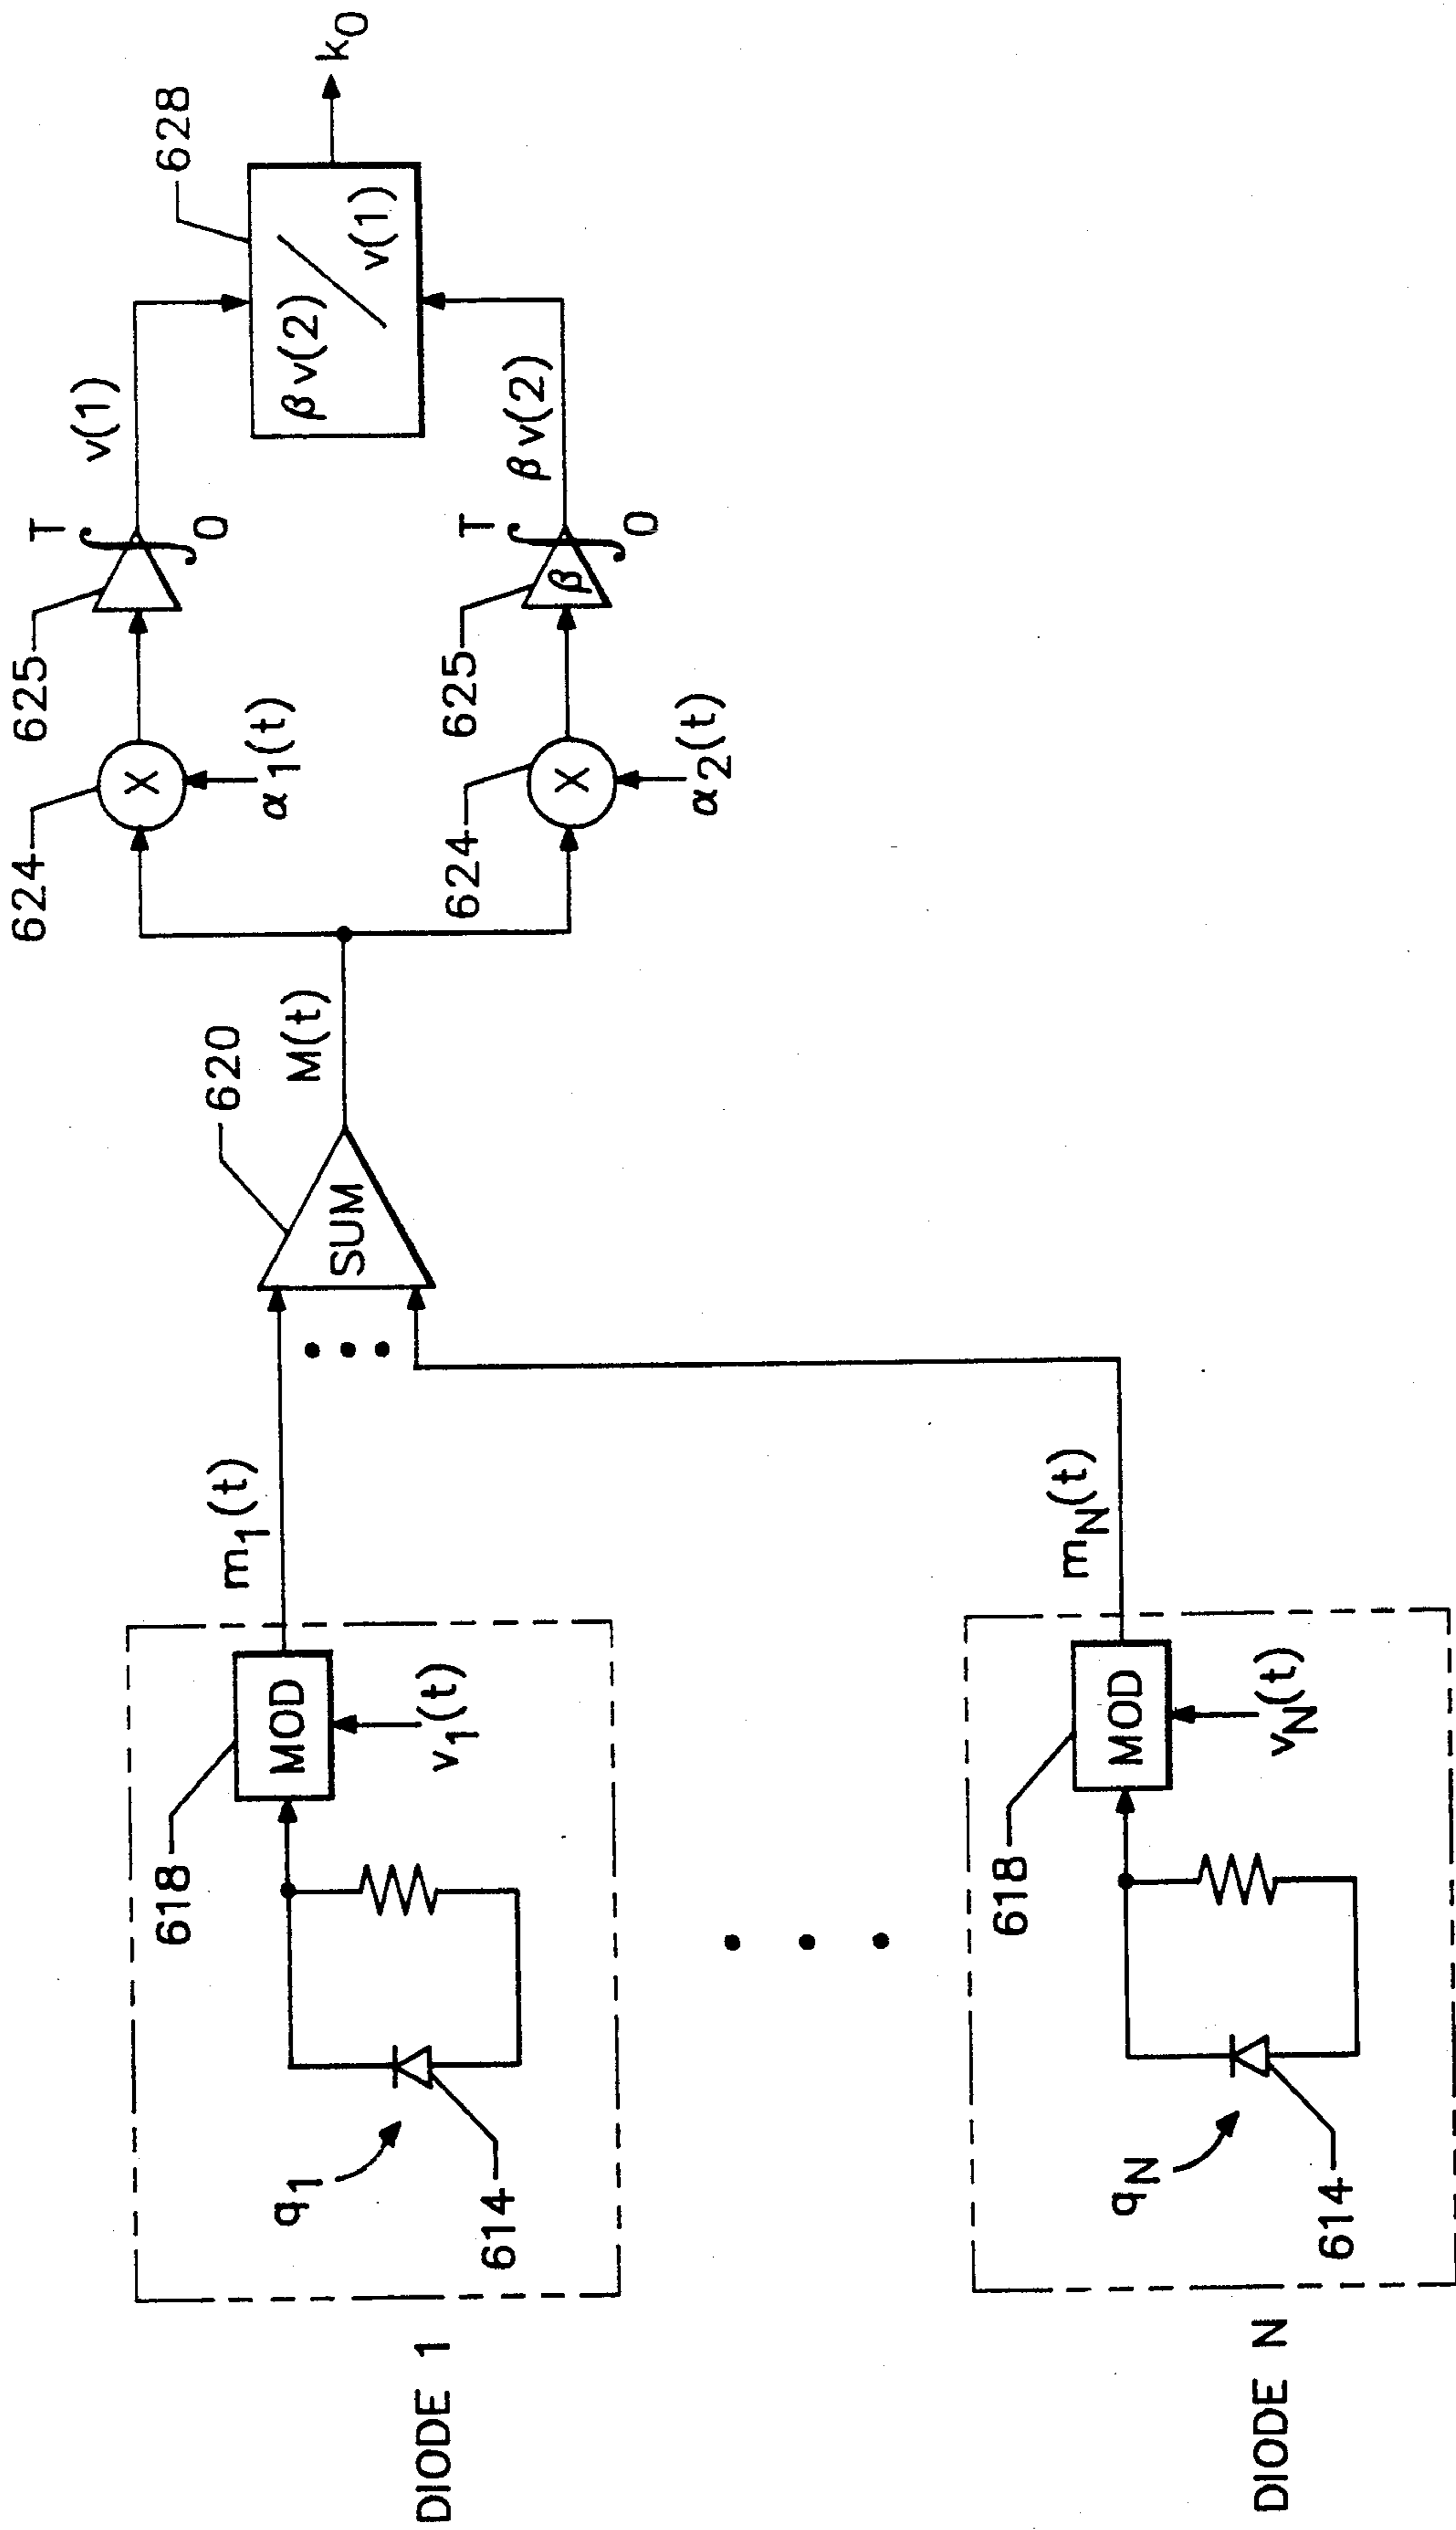 DIODE 1
q1
614
618
MOD
v1(t)
m1(t)
DIODE N
qN
614
618
MOD
vN(t)
mN(t)
SUM
620
M(t)
624
X
α1(t)
625
T
∫
0
v(1)
624
X
α2(t)
625
β
T
∫
0
βv(2)
βv(2) / v(1)
628
k0